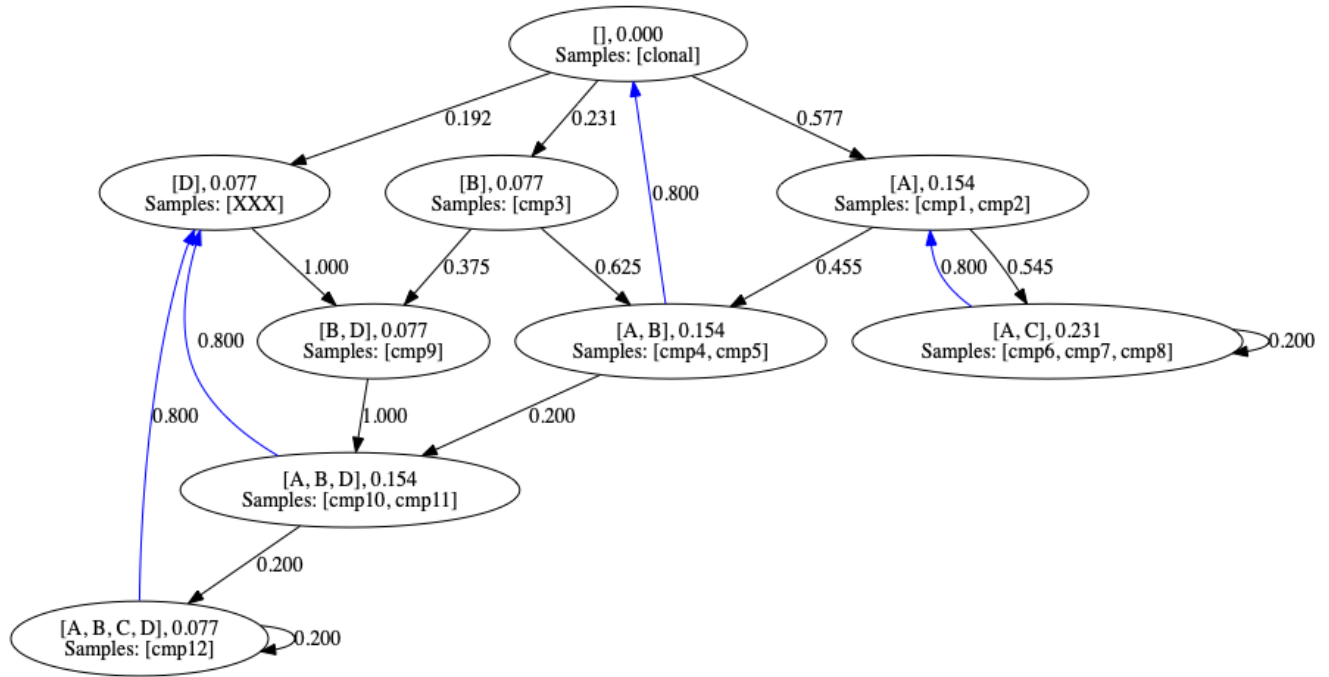 [], 0.000
Samples: [clonal]
0.192
0.231
0.577
[D], 0.077
Samples: [XXX]
[B], 0.077
Samples: [cmp3]
0.800
[A], 0.154
Samples: [cmp1, cmp2]
1.000
0.375
0.625
0.455
0.800
0.545
[B, D], 0.077
Samples: [cmp9]
[A, B], 0.154
Samples: [cmp4, cmp5]
[A, C], 0.231
Samples: [cmp6, cmp7, cmp8]
0.200
0.800
0.800
1.000
0.200
[A, B, D], 0.154
Samples: [cmp10, cmp11]
0.200
[A, B, C, D], 0.077
Samples: [cmp12]
0.200